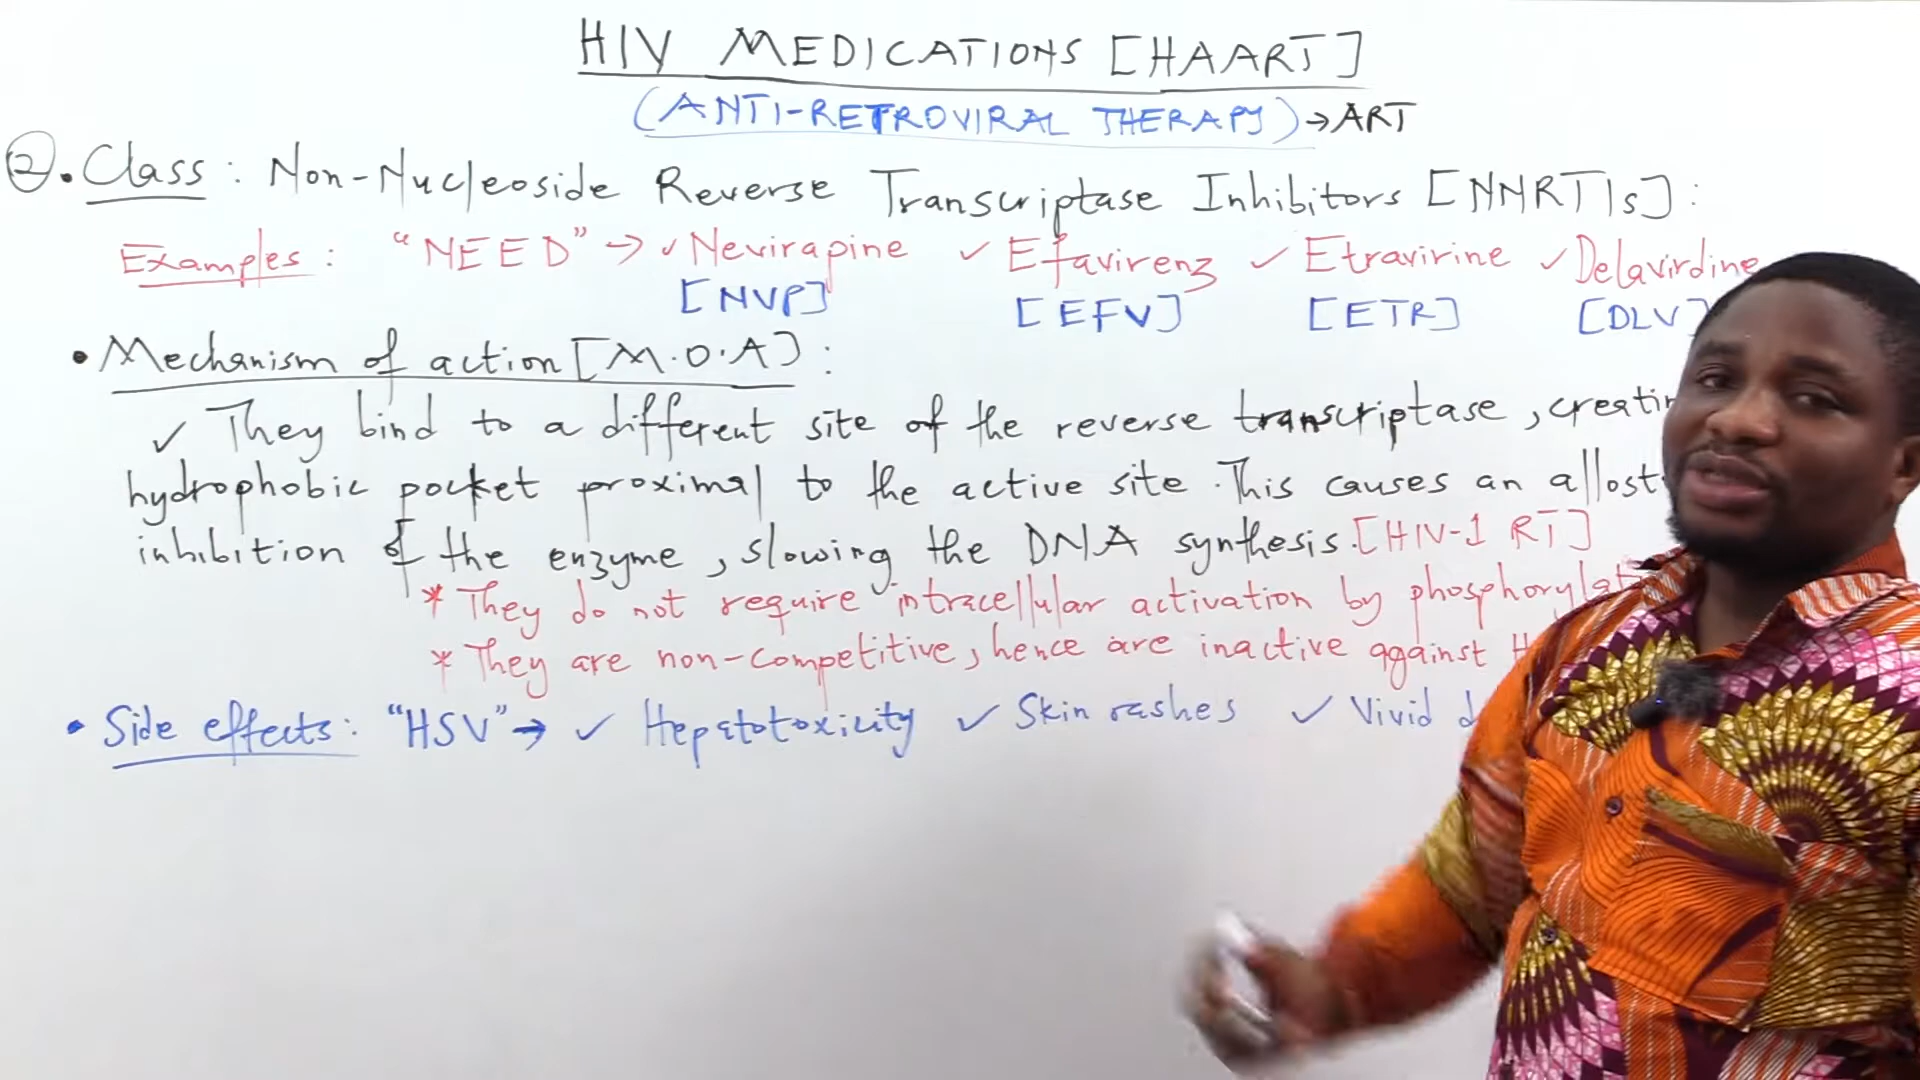 HIV MEDICATIONS [HAART]
(ANTI-RETROVIRAL THERAPY) → ART
②. Class: Non-Nucleoside Reverse Transcriptase Inhibitors [NNRTIs]:
Examples: "NEED" → ✓ Nevirapine ✓ Efavirenz ✓ Etravirine ✓ Delavirdine
[NVP] [EFV] [ETR] [DLV]
• Mechanism of action [M.O.A]:
✓ They bind to a different site of the reverse transcriptase, creatin
hydrophobic pocket proximal to the active site. This causes an allost
inhibition of the enzyme, slowing the DNA synthesis. [HIV-1 RT]
* They do not require intracellular activation by phosphorylat
* They are non-competitive, hence are inactive against H
• Side effects: "HSV" → ✓ Hepatotoxicity ✓ Skin rashes ✓ Vivid d